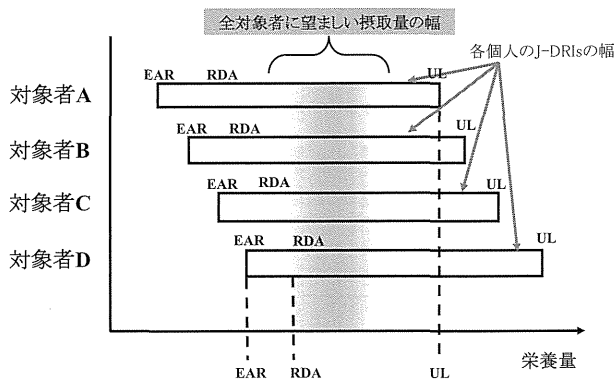 全対象者に望ましい摂取量の幅
各個人のJ-DRIsの幅
EAR RDA UL
対象者A
EAR RDA UL
対象者B
EAR RDA UL
対象者C
EAR RDA UL
対象者D
EAR RDA UL
栄養量